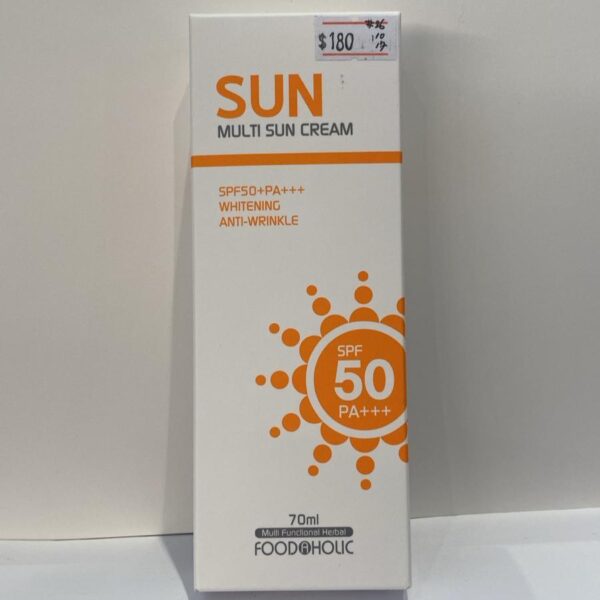 $180
SUN
MULTI SUN CREAM
SPF50+PA+++
WHITENING
ANTI-WRINKLE
SPF
50
PA+++
70ml
Multi Functional Herbal
FOODAHOLIC